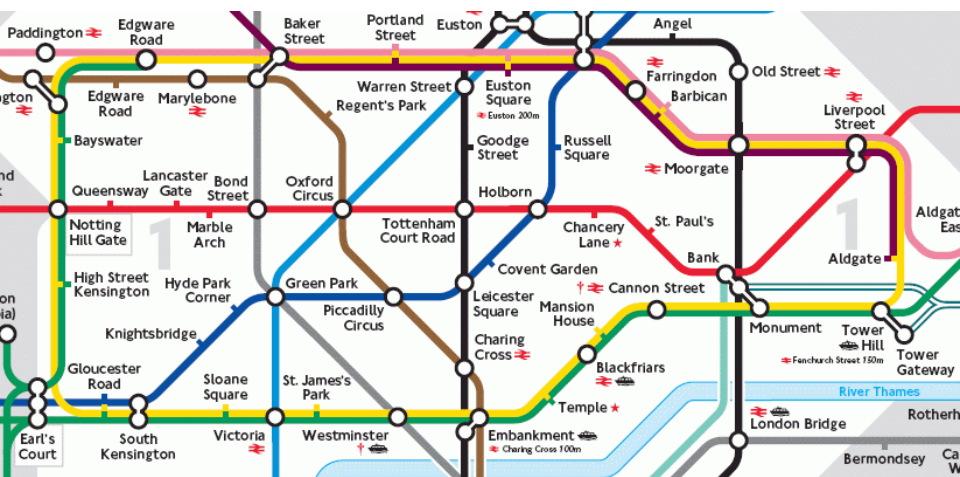 Paddington
Edgware
Road
Baker
Street
Portland
Street
Euston
Angel
Old Street
Farringdon
Barbican
Liverpool
Street
Edgware
Road
Marylebone
Regent's Park
Warren Street
Euston
Square
Euston 200m
Bayswater
Goodge
Street
Russell
Square
Moorgate
Queensway
Lancaster
Gate
Bond
Street
Oxford
Circus
Holborn
Notting
Hill Gate
1
Marble
Arch
Tottenham
Court Road
Chancery
Lane
St. Paul's
1
Bank
Aldgate
High Street
Kensington
Hyde Park
Corner
Green Park
Covent Garden
Cannon Street
Piccadilly
Circus
Leicester
Square
Mansion
House
Monument
Tower
Hill
Fenchurch Street 150m
Tower
Gateway
Knightsbridge
Charing
Cross
Blackfriars
Gloucester
Road
Sloane
Square
St. James's
Park
Temple
River Thames
Earl's
Court
South
Kensington
Victoria
Westminster
Embankment
Charing Cross 100m
London Bridge
Bermondsey